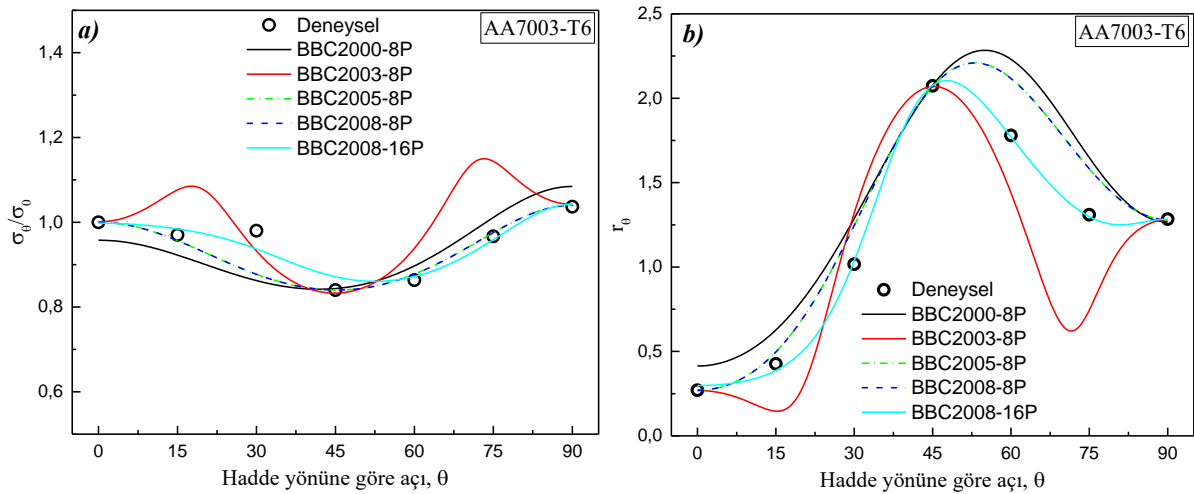 a)
AA7003-T6
Deneysel
BBC2000-8P
BBC2003-8P
BBC2005-8P
BBC2008-8P
BBC2008-16P
1,4
1,2
1,0
0,8
0,6
σθ/σ0
0 15 30 45 60 75 90
Hadde yönüne göre açı, θ
b)
AA7003-T6
Deneysel
BBC2000-8P
BBC2003-8P
BBC2005-8P
BBC2008-8P
BBC2008-16P
2.5
2.0
1.5
1.0
0.5
0.0
rθ
0 15 30 45 60 75 90
Hadde yönüne göre açı, θ